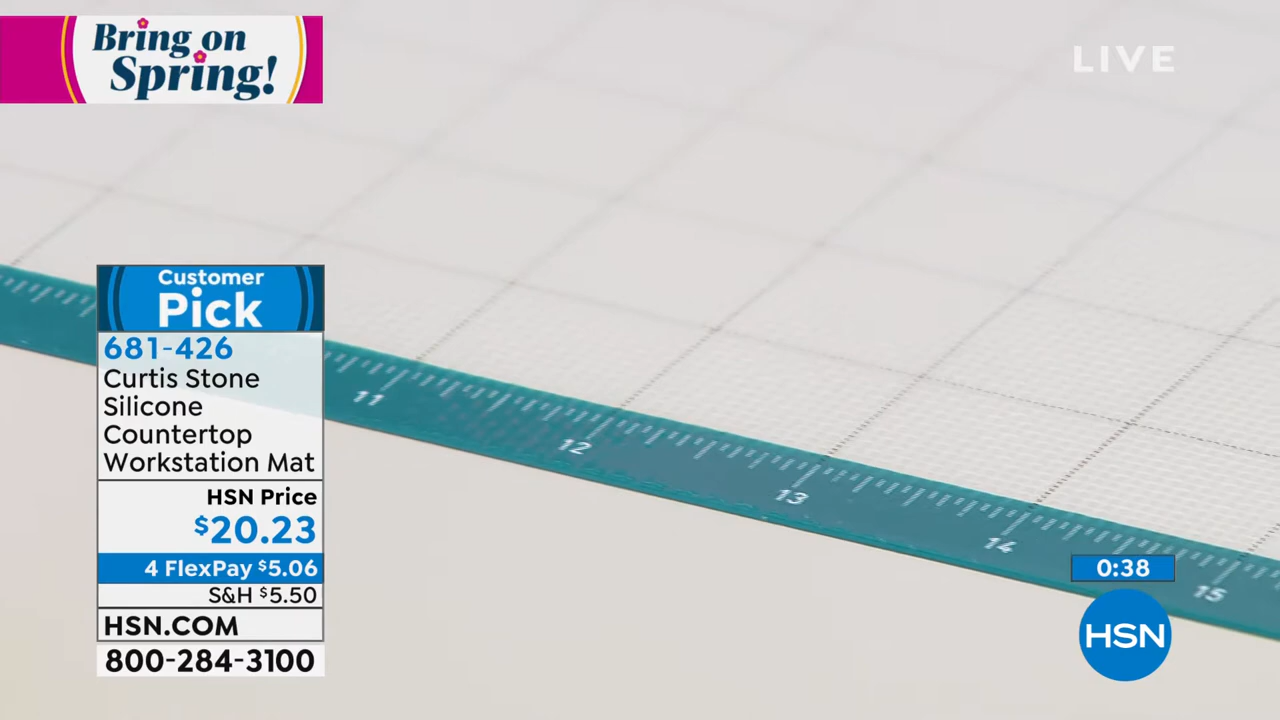 Bring on
Spring!
LIVE
Customer
Pick
681-426
Curtis Stone
Silicone
Countertop
Workstation Mat
HSN Price
$20.23
4 FlexPay $5.06
S&H $5.50
HSN.COM
800-284-3100
11
12
13
14
15
0:38
HSN